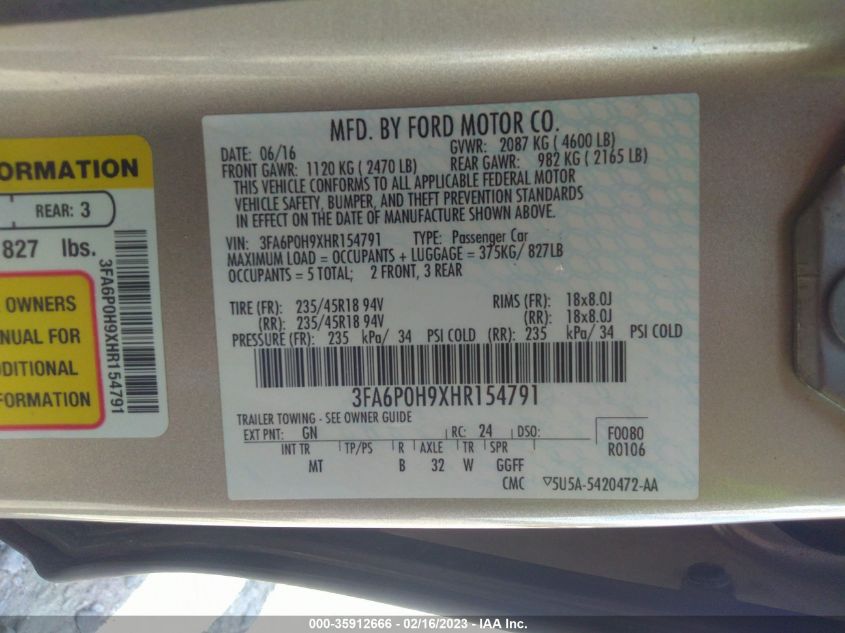 ORMATION
REAR: 3
827 lbs.
OWNERS
NUAL FOR
DDITIONAL
FORMATION
3FA6P0H9XHR154791
MFD. BY FORD MOTOR CO.
DATE: 06/16 GVWR: 2087 KG ( 4600 LB)
FRONT GAWR: 1120 KG ( 2470 LB) REAR GAWR: 982 KG ( 2165 LB)
THIS VEHICLE CONFORMS TO ALL APPLICABLE FEDERAL MOTOR
VEHICLE SAFETY, BUMPER, AND THEFT PREVENTION STANDARDS
IN EFFECT ON THE DATE OF MANUFACTURE SHOWN ABOVE.
VIN: 3FA6P0H9XHR154791 TYPE: Passenger Car
MAXIMUM LOAD = OCCUPANTS + LUGGAGE = 375KG/ 827LB
OCCUPANTS = 5 TOTAL; 2 FRONT, 3 REAR
TIRE (FR): 235/45R18 94V RIMS (FR): 18x8.0J
(RR): 235/45R18 94V (RR): 18x8.0J
PRESSURE (FR): 235 kPa/ 34 PSI COLD (RR): 235 kPa/ 34 PSI COLD
3FA6P0H9XHR154791
TRAILER TOWING - SEE OWNER GUIDE
EXT PNT: GN RC: 24 DSO: F0080
R0106
INT TR TP/PS R AXLE TR SPR
MT B 32 W GGFF
CMC ▽5U5A-5420472-AA
000-35912666 - 02/16/2023 - IAA Inc.